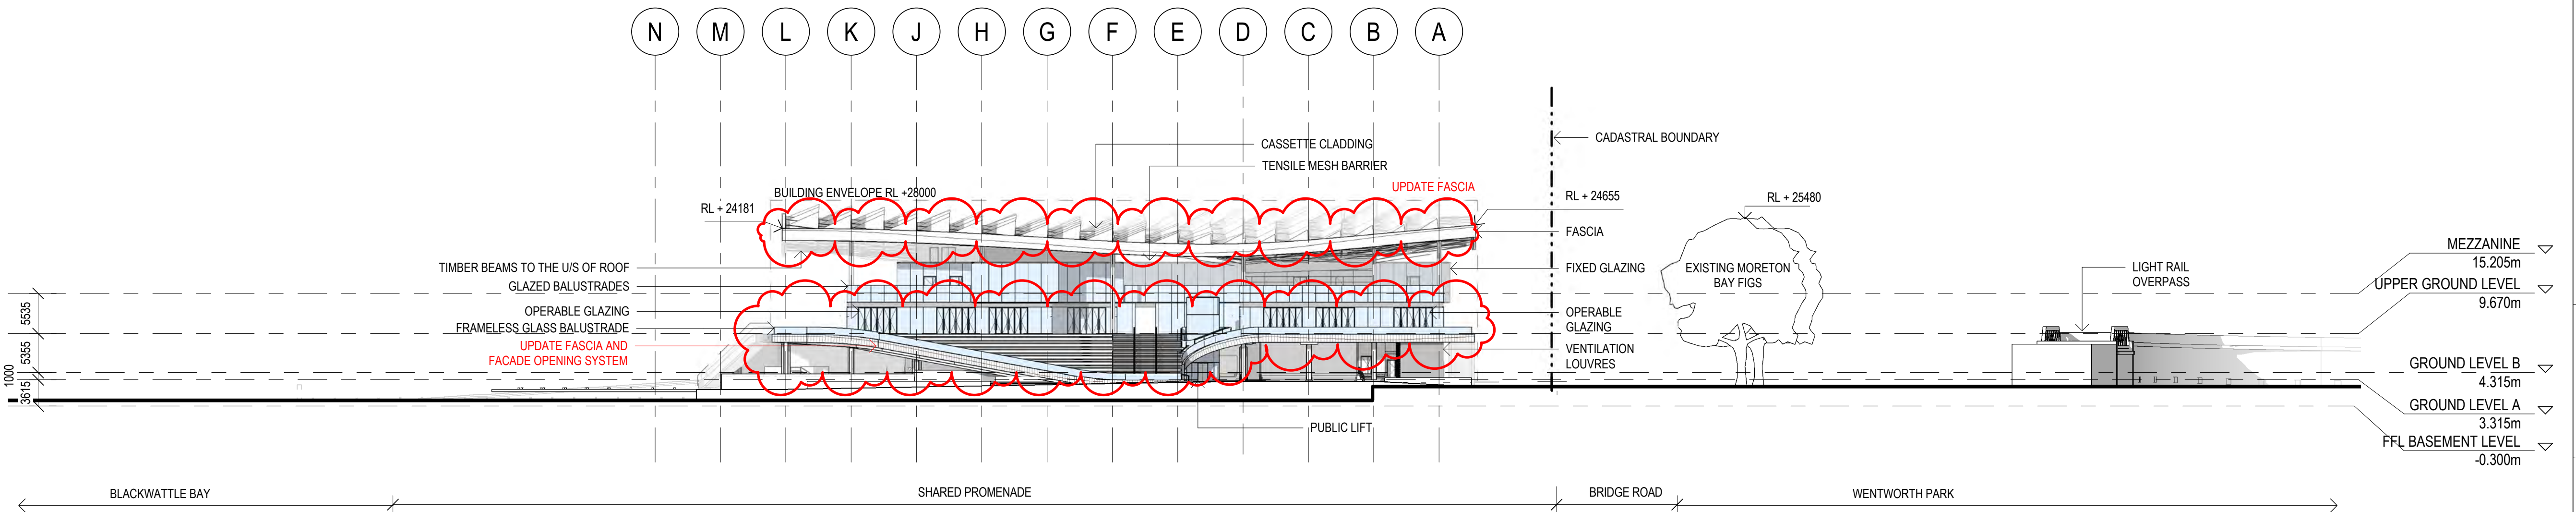 N M L K J H G F E D C B A
CADASTRAL BOUNDARY
CASSETTE CLADDING
TENSILE MESH BARRIER
BUILDING ENVELOPE RL +28000
UPDATE FASCIA
RL + 24181
RL + 24655
RL + 25480
FASCIA
TIMBER BEAMS TO THE U/S OF ROOF
GLAZED BALUSTRADES
OPERABLE GLAZING
FRAMELESS GLASS BALUSTRADE
UPDATE FASCIA AND
FACADE OPENING SYSTEM
FIXED GLAZING
OPERABLE
GLAZING
VENTILATION
LOUVRES
EXISTING MORETON
BAY FIGS
LIGHT RAIL
OVERPASS
MEZZANINE
15.205m
UPPER GROUND LEVEL
9.670m
GROUND LEVEL B
4.315m
GROUND LEVEL A
3.315m
FFL BASEMENT LEVEL
-0.300m
5535
5355
1000
3615
PUBLIC LIFT
BLACKWATTLE BAY
SHARED PROMENADE
BRIDGE ROAD
WENTWORTH PARK